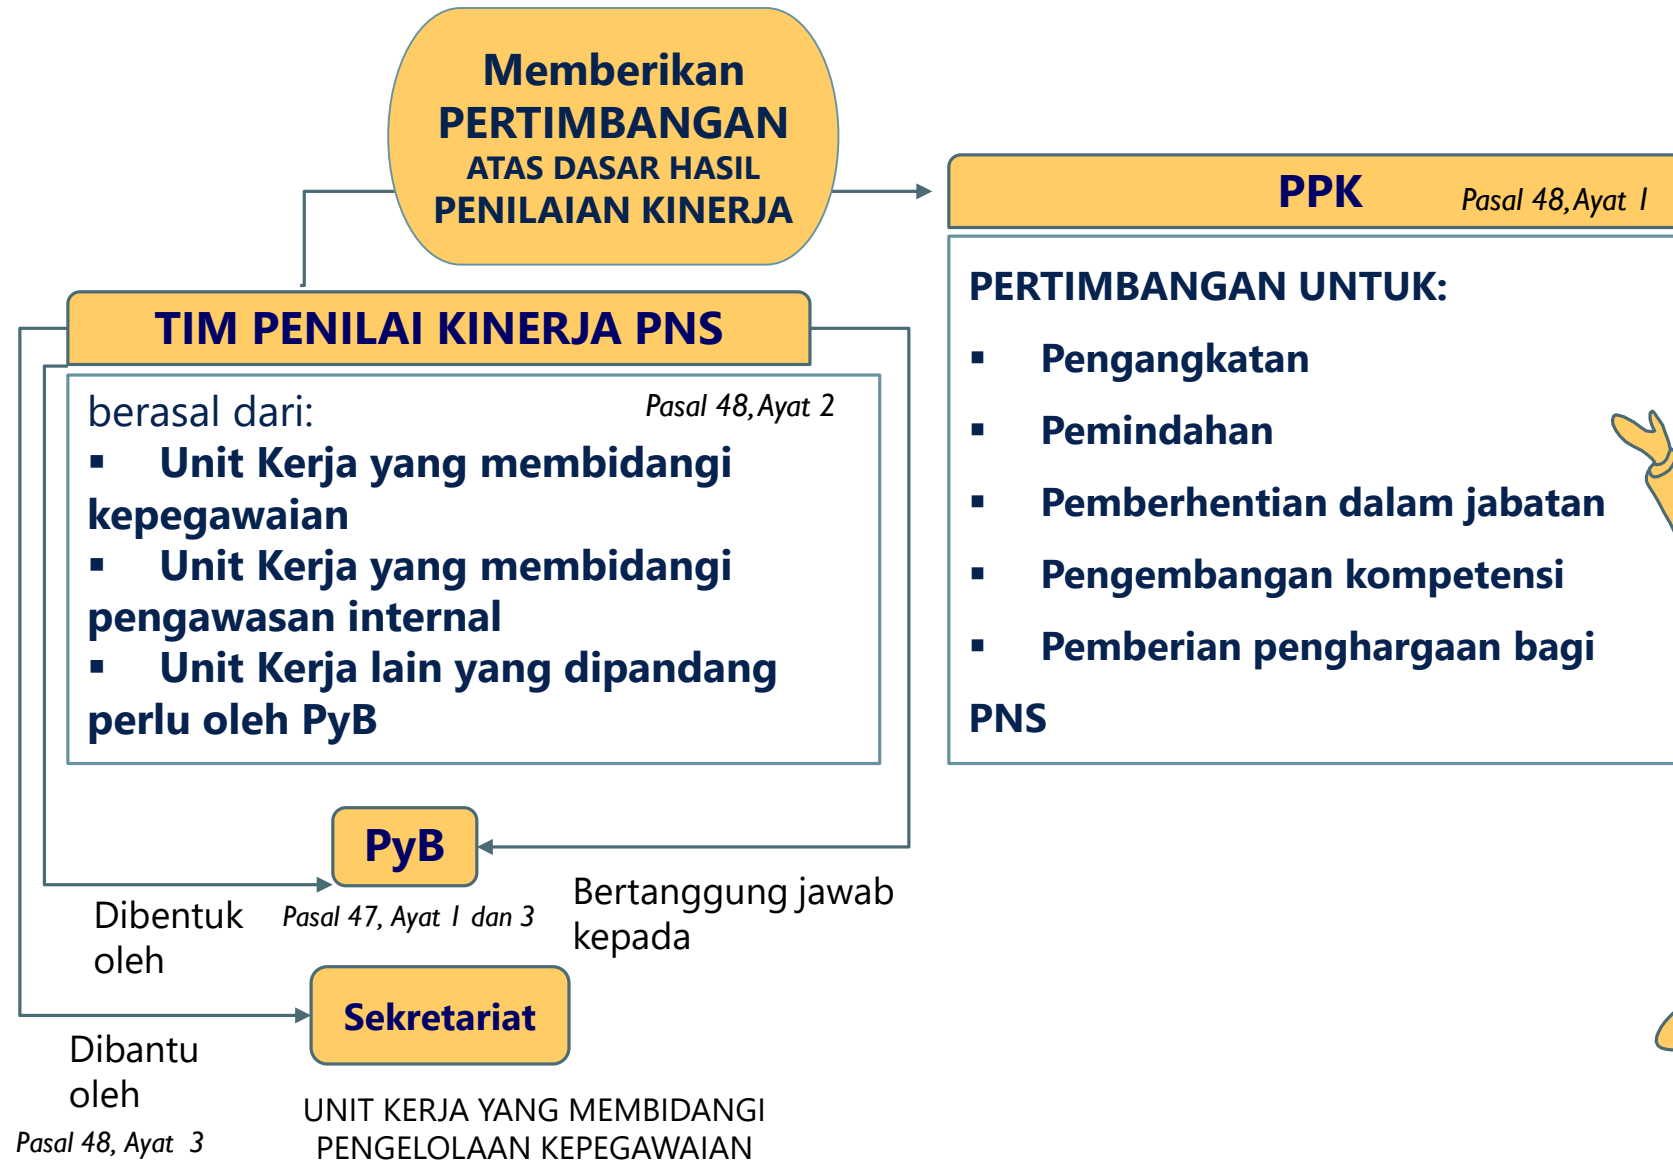 Memberikan
PERTIMBANGAN
ATAS DASAR HASIL
PENILAIAN KINERJA
PPK
Pasal 48, Ayat 1
PERTIMBANGAN UNTUK:
▪ Pengangkatan
▪ Pemindahan
▪ Pemberhentian dalam jabatan
▪ Pengembangan kompetensi
▪ Pemberian penghargaan bagi
PNS
TIM PENILAI KINERJA PNS
berasal dari:
Pasal 48, Ayat 2
▪ Unit Kerja yang membidangi
kepegawaian
▪ Unit Kerja yang membidangi
pengawasan internal
▪ Unit Kerja lain yang dipandang
perlu oleh PyB
PyB
Dibentuk
oleh
Pasal 47, Ayat 1 dan 3
Bertanggung jawab
kepada
Sekretariat
Dibantu
oleh
Pasal 48, Ayat 3
UNIT KERJA YANG MEMBIDANGI
PENGELOLAAN KEPEGAWAIAN